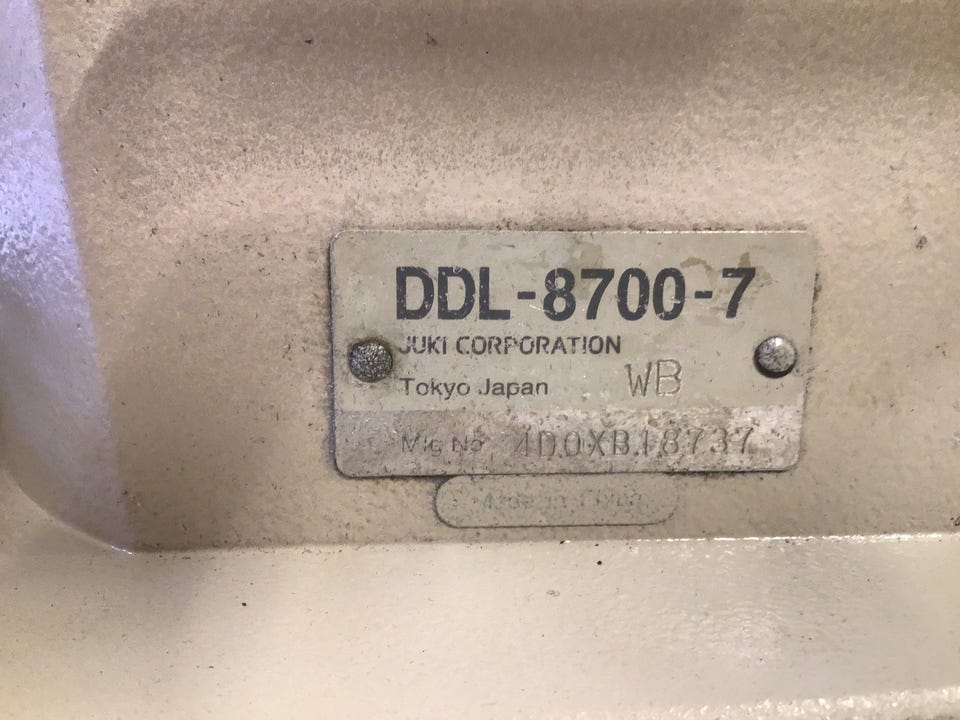 DDL-8700-7
JUKI CORPORATION
Tokyo Japan WB
Mfg No 4D0XB18737